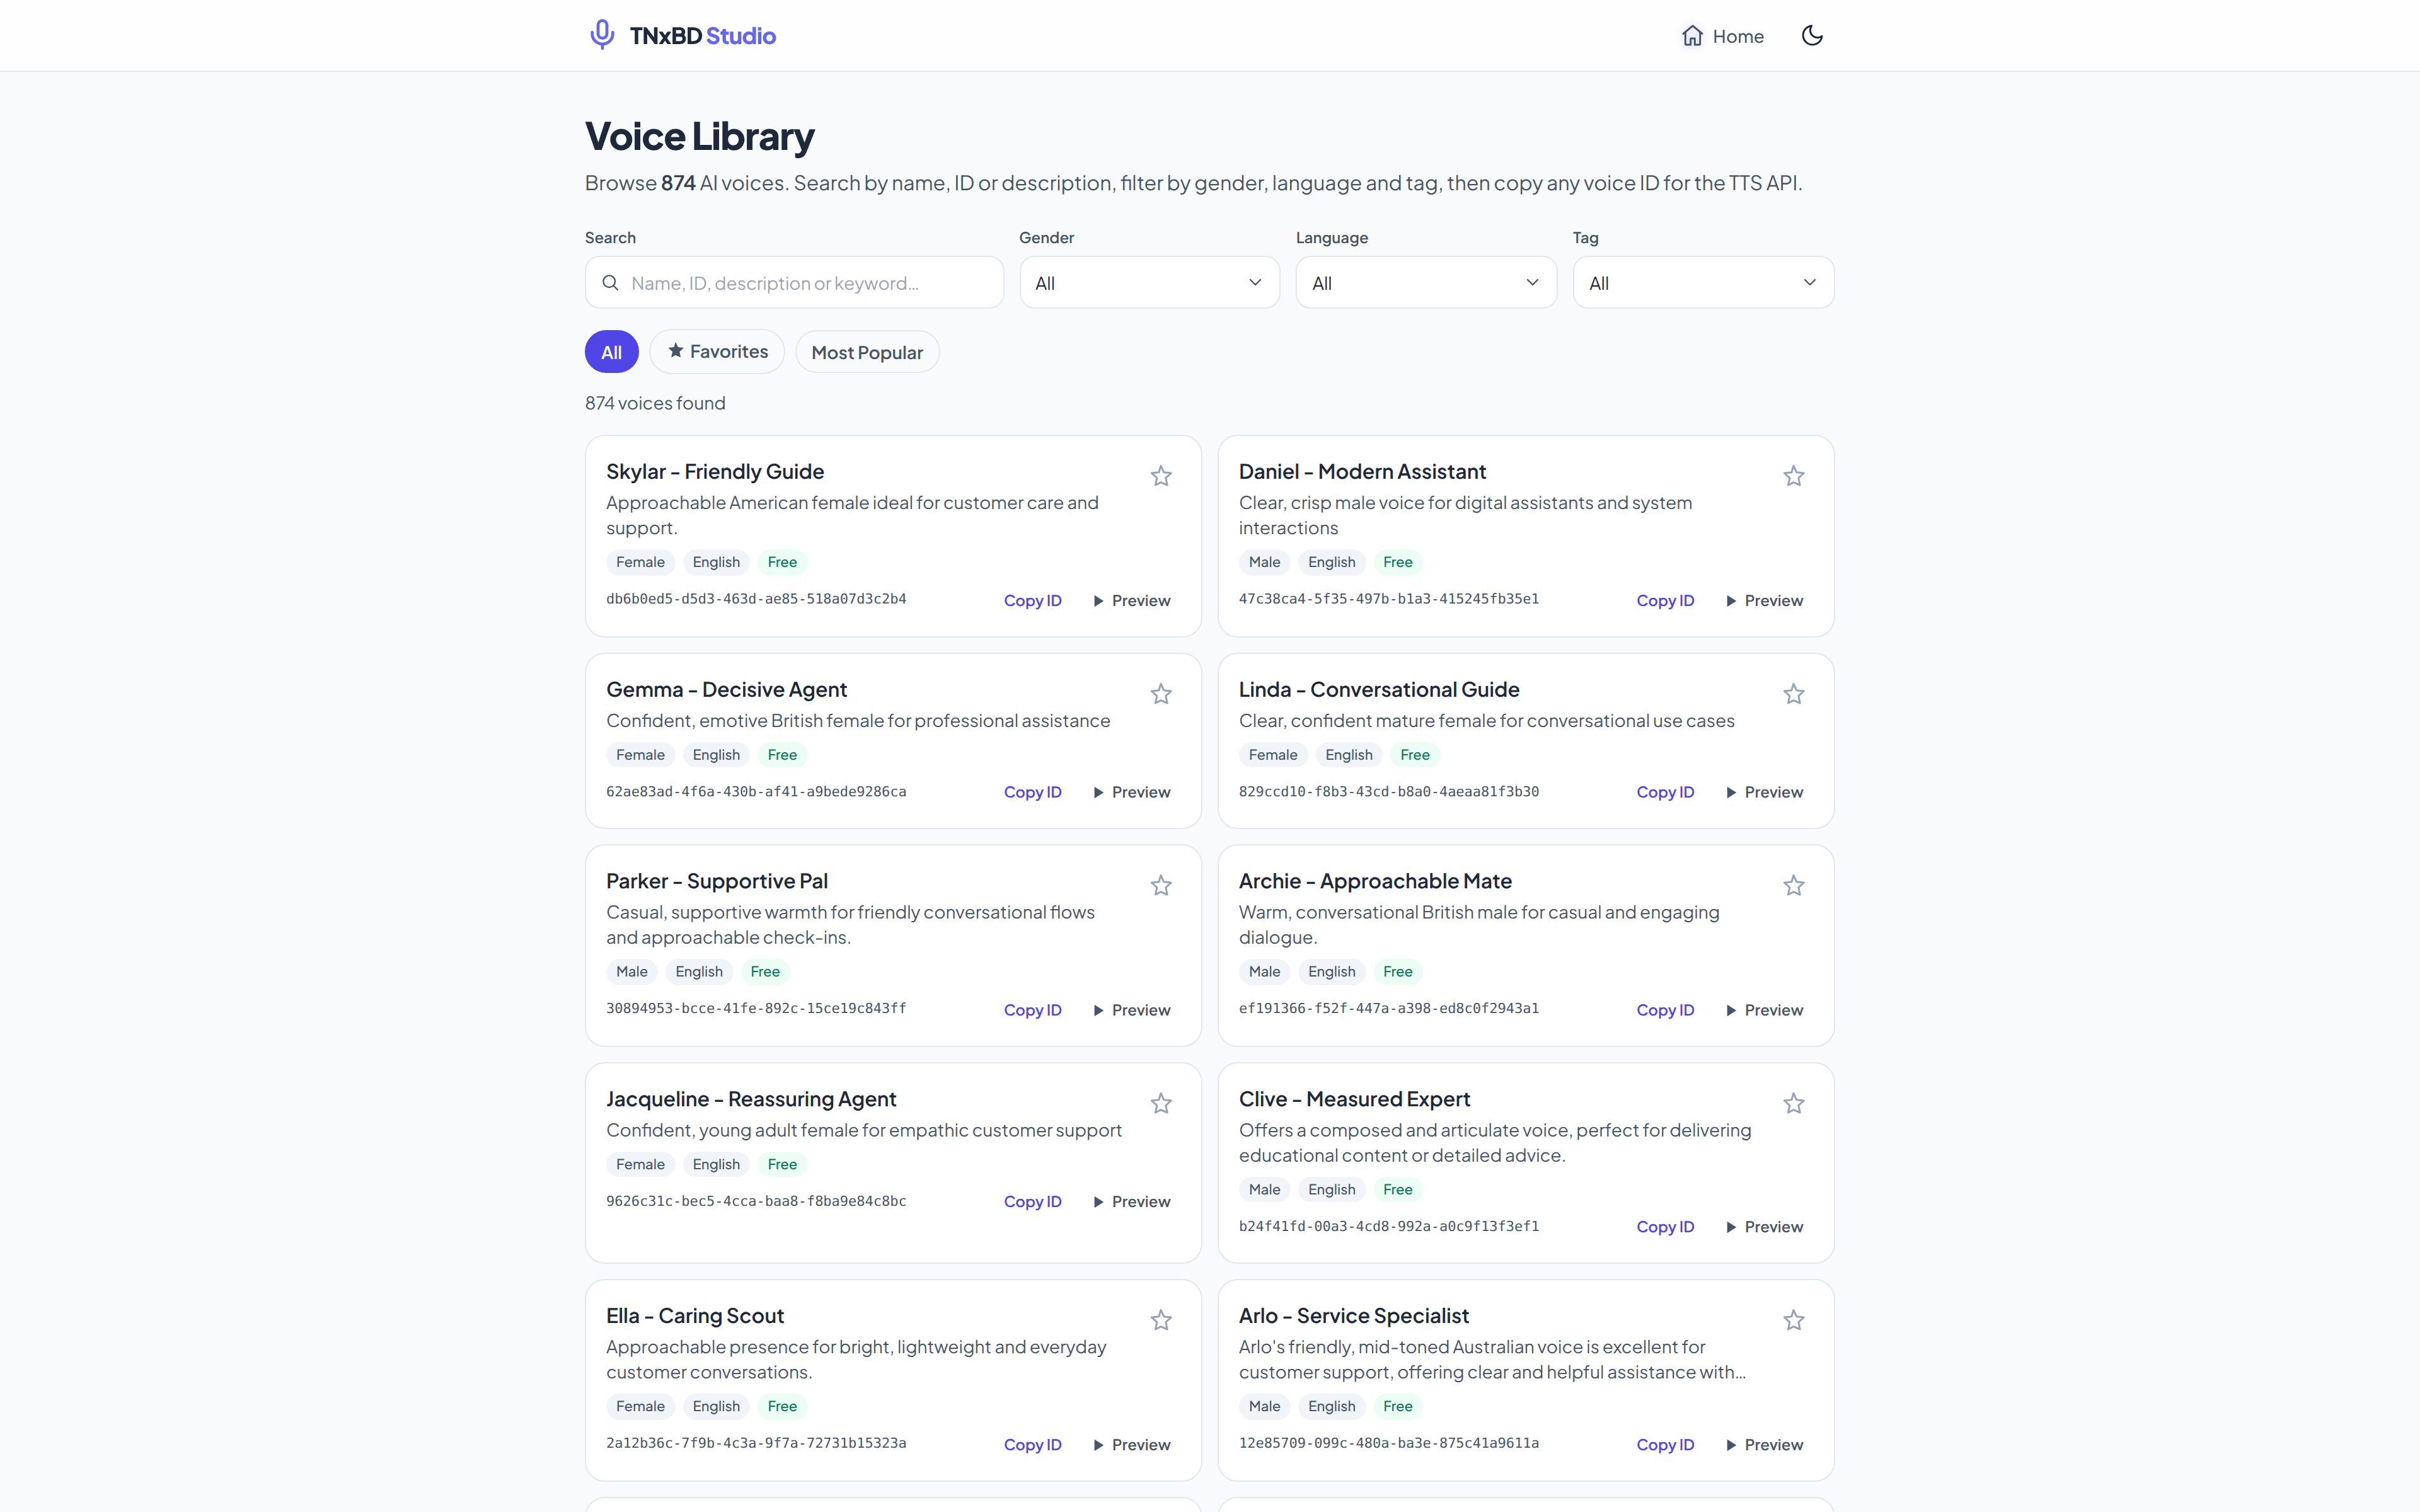 TNxBD Studio
Home
Voice Library
Browse 874 AI voices. Search by name, ID or description, filter by gender, language and tag, then copy any voice ID for the TTS API.
Search
Gender
Language
Tag
Name, ID, description or keyword...
All
All
All
All
Favorites
Most Popular
874 voices found
Skylar – Friendly Guide
Approachable American female ideal for customer care and
support.
Female English Free
db6b0ed5-d5d3-463d-ae85-518a07d3c2b4 Copy ID Preview
Daniel – Modern Assistant
Clear, crisp male voice for digital assistants and system
interactions
Male English Free
47c38ca4-5f35-497b-b1a3-415245fb35e1 Copy ID Preview
Gemma – Decisive Agent
Confident, emotive British female for professional assistance
Female English Free
62ae83ad-4f6a-430b-af41-a9bede9286ca Copy ID Preview
Linda – Conversational Guide
Clear, confident mature female for conversational use cases
Female English Free
829ccd10-f8b3-43cd-b8a0-4aeaa81f3b30 Copy ID Preview
Parker – Supportive Pal
Casual, supportive warmth for friendly conversational flows
and approachable check-ins.
Male English Free
30894953-bcce-41fe-892c-15ce19c843ff Copy ID Preview
Archie – Approachable Mate
Warm, conversational British male for casual and engaging
dialogue.
Male English Free
ef191366-f52f-447a-a398-ed8c0f2943a1 Copy ID Preview
Jacqueline – Reassuring Agent
Confident, young adult female for empathic customer support
Female English Free
9626c31c-bec5-4cca-baa8-f8ba9e84c8bc Copy ID Preview
Clive – Measured Expert
Offers a composed and articulate voice, perfect for delivering
educational content or detailed advice.
Male English Free
b24f41fd-00a3-4cd8-992a-a0c9f13f3ef1 Copy ID Preview
Ella – Caring Scout
Approachable presence for bright, lightweight and everyday
customer conversations.
Female English Free
2a12b36c-7f9b-4c3a-9f7a-72731b15323a Copy ID Preview
Arlo – Service Specialist
Arlo's friendly, mid-toned Australian voice is excellent for
customer support, offering clear and helpful assistance with...
Male English Free
12e85709-099c-480a-ba3e-875c41a9611a Copy ID Preview